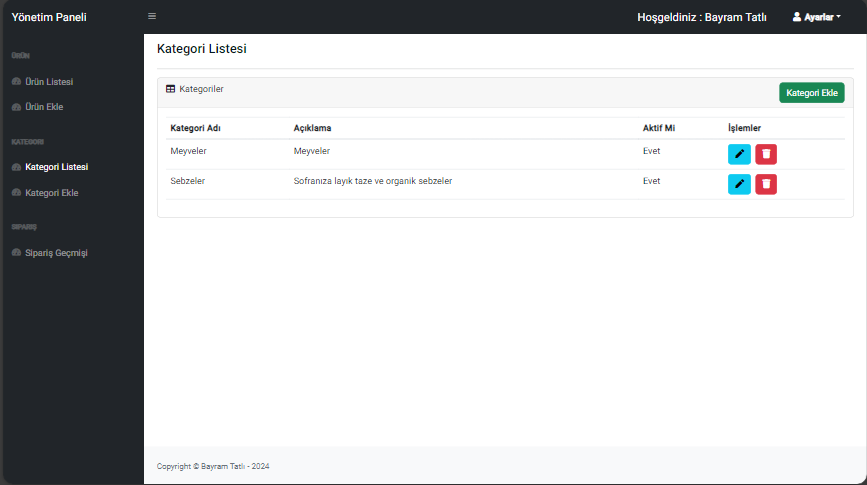 Yönetim Paneli
Hoşgeldiniz : Bayram Tatlı
Ayarlar
ÜRÜN
Ürün Listesi
Ürün Ekle
KATEGORİ
Kategori Listesi
Kategori Ekle
SİPARİŞ
Sipariş Geçmişi
Kategori Listesi
Kategoriler
Kategori Ekle
Kategori Adı Açıklama Aktif Mi İşlemler
Meyveler Meyveler Evet
Sebzeler Sofranıza layık taze ve organik sebzeler Evet
Copyright © Bayram Tatlı - 2024